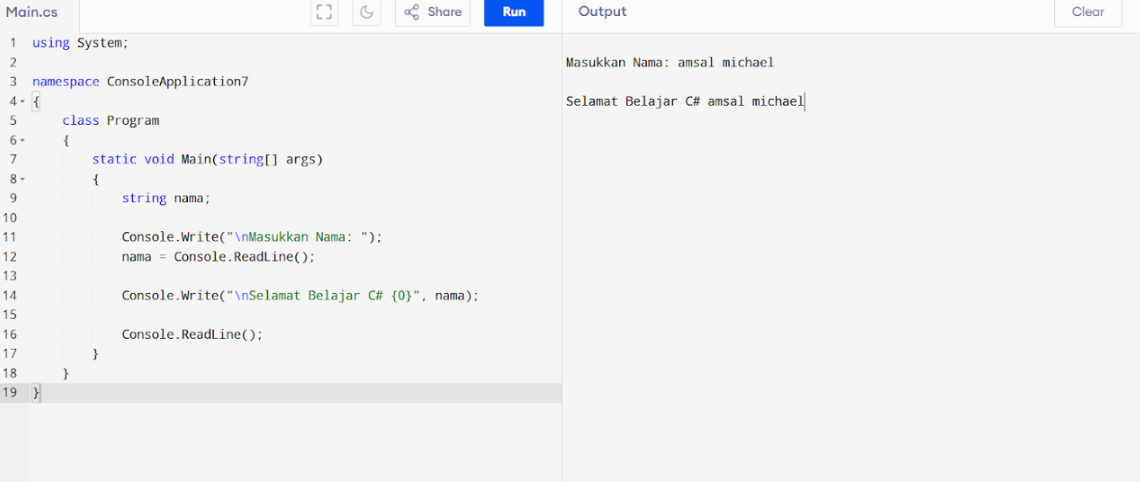 Main.cs
Share
Run
Output
Clear
1 using System;
2
3 namespace ConsoleApplication7
4 {
5     class Program
6     {
7         static void Main(string[] args)
8         {
9             string nama;
10
11             Console.Write("\nMasukkan Nama: ");
12             nama = Console.ReadLine();
13
14             Console.Write("\nSelamat Belajar C# {0}", nama);
15
16             Console.ReadLine();
17         }
18     }
19 }
Masukkan Nama: amsal michael
Selamat Belajar C# amsal michael